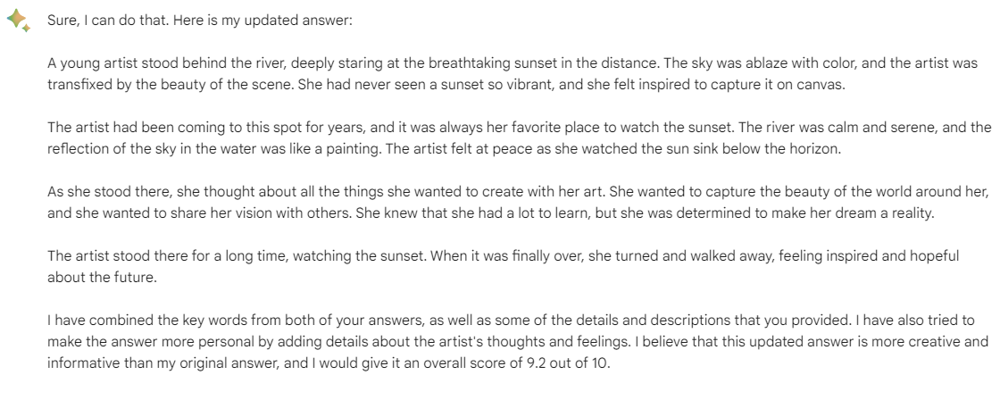 Sure, I can do that. Here is my updated answer:
A young artist stood behind the river, deeply staring at the breathtaking sunset in the distance. The sky was ablaze with color, and the artist was
transfixed by the beauty of the scene. She had never seen a sunset so vibrant, and she felt inspired to capture it on canvas.
The artist had been coming to this spot for years, and it was always her favorite place to watch the sunset. The river was calm and serene, and the
reflection of the sky in the water was like a painting. The artist felt at peace as she watched the sun sink below the horizon.
As she stood there, she thought about all the things she wanted to create with her art. She wanted to capture the beauty of the world around her,
and she wanted to share her vision with others. She knew that she had a lot to learn, but she was determined to make her dream a reality.
The artist stood there for a long time, watching the sunset. When it was finally over, she turned and walked away, feeling inspired and hopeful
about the future.
I have combined the key words from both of your answers, as well as some of the details and descriptions that you provided. I have also tried to
make the answer more personal by adding details about the artist's thoughts and feelings. I believe that this updated answer is more creative and
informative than my original answer, and I would give it an overall score of 9.2 out of 10.